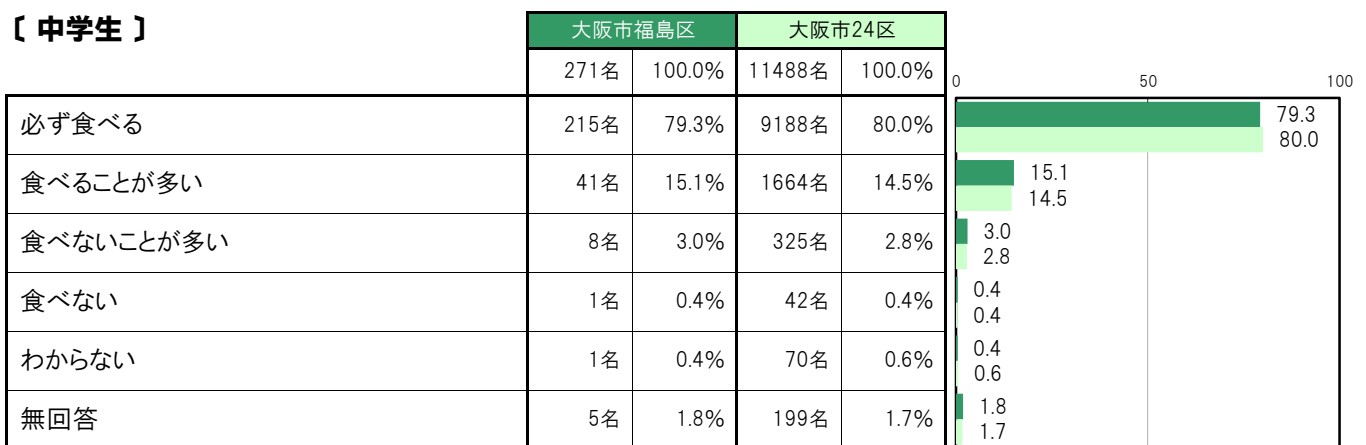 〔 中学生 〕
大阪市福島区 大阪市24区
271名 100.0% 11488名 100.0%
0 50 100
必ず食べる 215名 79.3% 9188名 80.0% 79.3
80.0
食べることが多い 41名 15.1% 1664名 14.5% 15.1
14.5
食べないことが多い 8名 3.0% 325名 2.8% 3.0
2.8
食べない 1名 0.4% 42名 0.4% 0.4
0.4
わからない 1名 0.4% 70名 0.6% 0.4
0.6
無回答 5名 1.8% 199名 1.7% 1.8
1.7